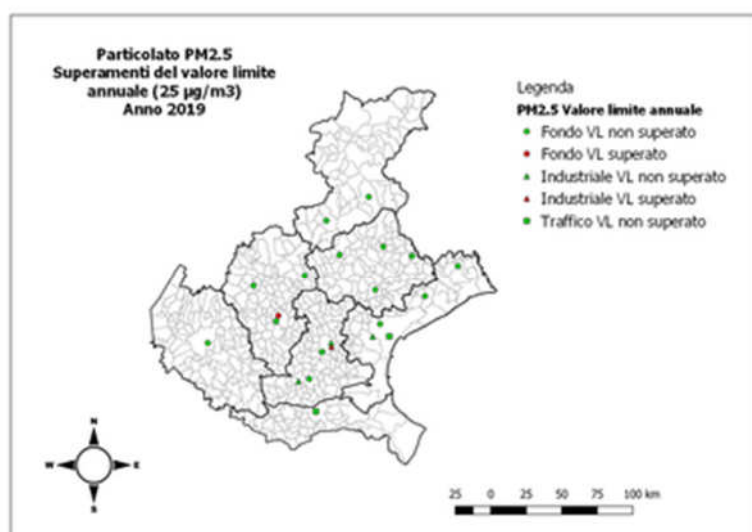 Particolato PM2.5
Superamenti del valore limite
annuale (25 µg/m3)
Anno 2019
Legenda
PM2.5 Valore limite annuale
Fondo VL non superato
Fondo VL superato
Industriale VL non superato
Industriale VL superato
Traffico VL non superato
N
W E
S
25 0 25 50 75 100 km